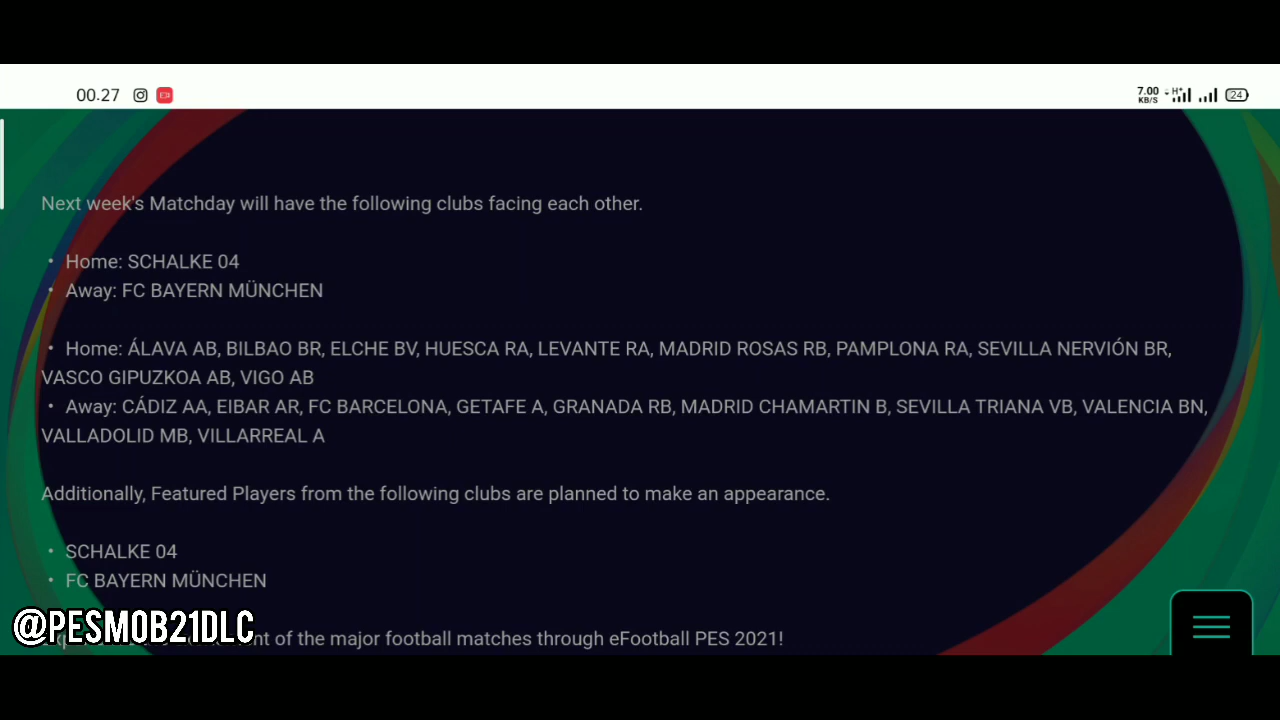 00.27
7.00 KB/S H+ 24
Next week's Matchday will have the following clubs facing each other.
• Home: SCHALKE 04
• Away: FC BAYERN MÜNCHEN
• Home: ÁLAVA AB, BILBAO BR, ELCHE BV, HUESCA RA, LEVANTE RA, MADRID ROSAS RB, PAMPLONA RA, SEVILLA NERVIÓN BR,
VASCO GIPUZKOA AB, VIGO AB
• Away: CÁDIZ AA, EIBAR AR, FC BARCELONA, GETAFE A, GRANADA RB, MADRID CHAMARTIN B, SEVILLA TRIANA VB, VALENCIA BN,
VALLADOLID MB, VILLARREAL A
Additionally, Featured Players from the following clubs are planned to make an appearance.
• SCHALKE 04
• FC BAYERN MÜNCHEN
@PESMOB21DLC
of the major football matches through eFootball PES 2021!